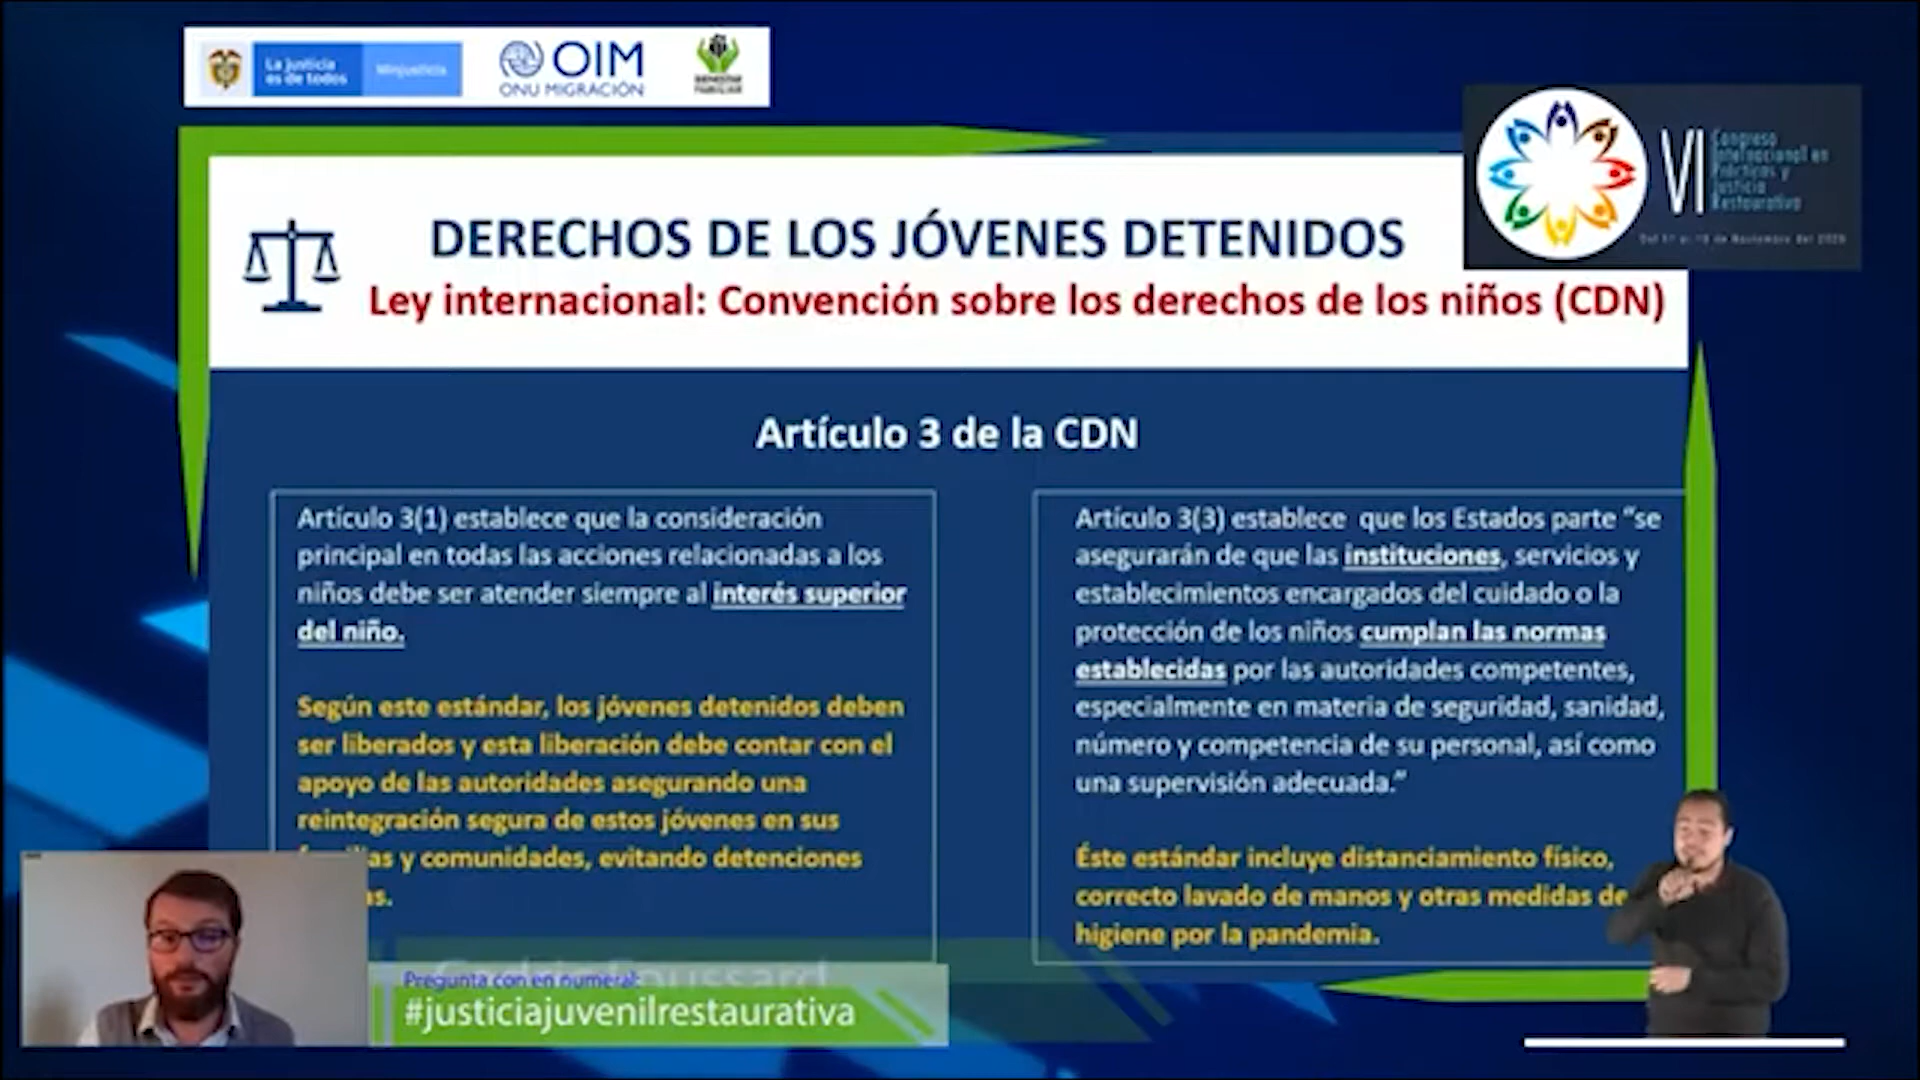 La justicia
es de todos
Minjusticia
OIM
ONU MIGRACIÓN
BIENESTAR
FAMILIAR
VI
Congreso
Internacional en
Prácticas y
Justicia
Restaurativa
DERECHOS DE LOS JÓVENES DETENIDOS
Ley internacional: Convención sobre los derechos de los niños (CDN)
Artículo 3 de la CDN
Artículo 3(1) establece que la consideración
principal en todas las acciones relacionadas a los
niños debe ser atender siempre al interés superior
del niño.
Según este estándar, los jóvenes detenidos deben
ser liberados y esta liberación debe contar con el
apoyo de las autoridades asegurando una
reintegración segura de estos jóvenes en sus
y comunidades, evitando detenciones
Artículo 3(3) establece que los Estados parte “se
asegurarán de que las instituciones, servicios y
establecimientos encargados del cuidado o la
protección de los niños cumplan las normas
establecidas por las autoridades competentes,
especialmente en materia de seguridad, sanidad,
número y competencia de su personal, así como
una supervisión adecuada.”
Éste estándar incluye distanciamiento físico,
correcto lavado de manos y otras medidas de
higiene por la pandemia.
Pregunta con en numeral:
#justiciajuvenilrestaurativa